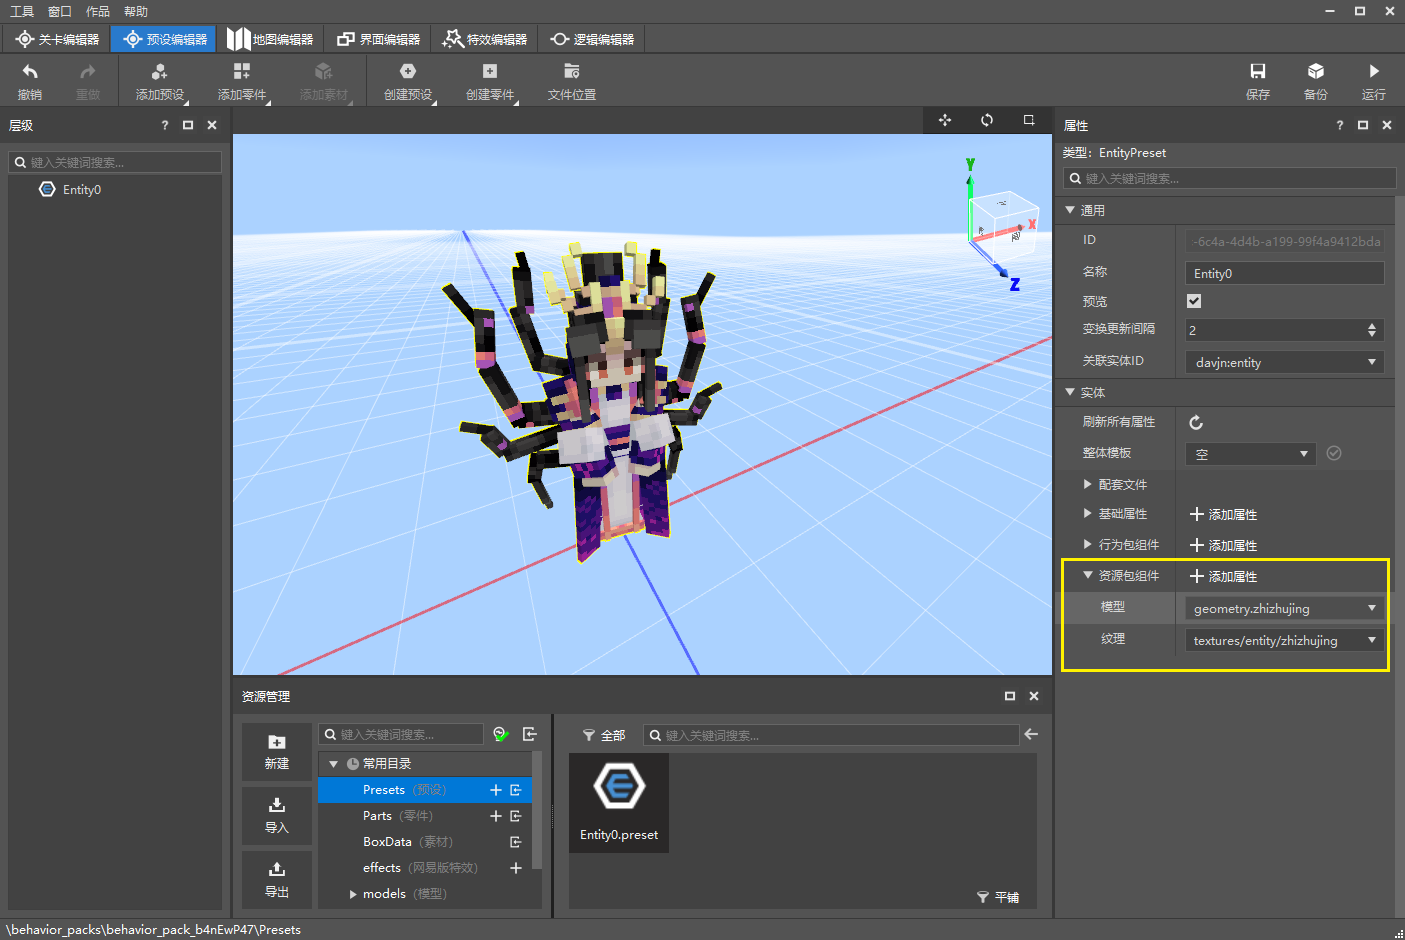 工具 窗口 作品 帮助
关卡编辑器 预设编辑器 地图编辑器 界面编辑器 特效编辑器 逻辑编辑器
撤销 重做 添加预设 添加零件 添加素材 创建预设 创建零件 文件位置 保存 备份 运行
层级 ?
键入关键词搜索...
Entity0
Y
X
Z
属性 ?
类型： EntityPreset
键入关键词搜索...
通用
ID -6c4a-4d4b-a199-99f4a9412bda
名称 Entity0
预览
变换更新间隔 2
关联实体ID davjn:entity
实体
刷新所有属性
整体模板 空
配套文件
基础属性 添加属性
行为包组件 添加属性
资源包组件 添加属性
模型 geometry.zhizhujing
纹理 textures/entity/zhizhujing
资源管理
新建
导入
导出
键入关键词搜索...
常用目录
Presets (预设)
Parts (零件)
BoxData (素材)
effects (网易版特效)
models (模型)
全部 键入关键词搜索...
Entity0.preset
平铺
\behavior_packs\behavior_pack_b4nEwP47\Presets